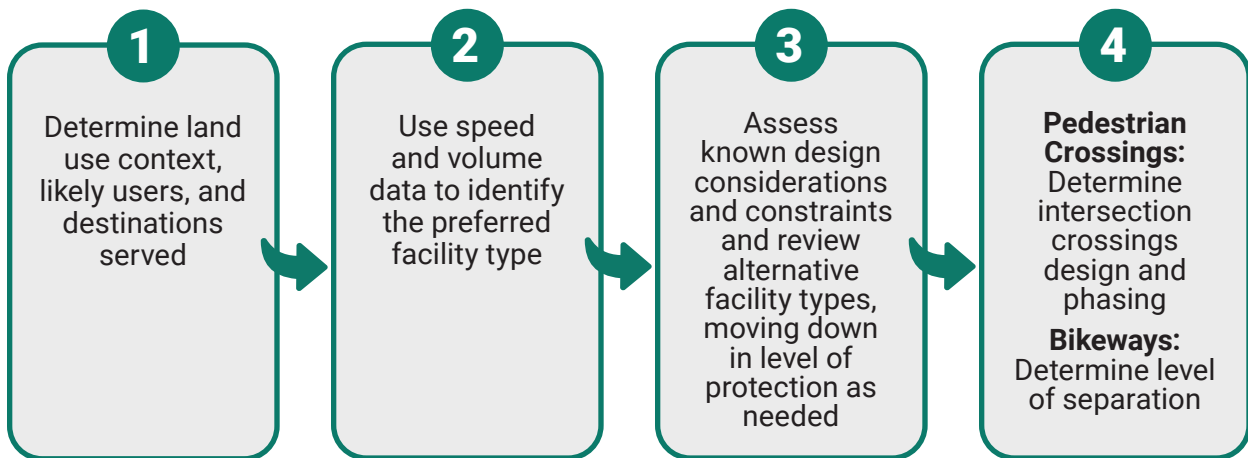 1
Determine land
use context,
likely users, and
destinations
served
2
Use speed
and volume
data to identify
the preferred
facility type
3
Assess
known design
considerations
and constraints
and review
alternative
facility types,
moving down
in level of
protection as
needed
4
Pedestrian
Crossings:
Determine
intersection
crossings
design and
phasing
Bikeways:
Determine level
of separation